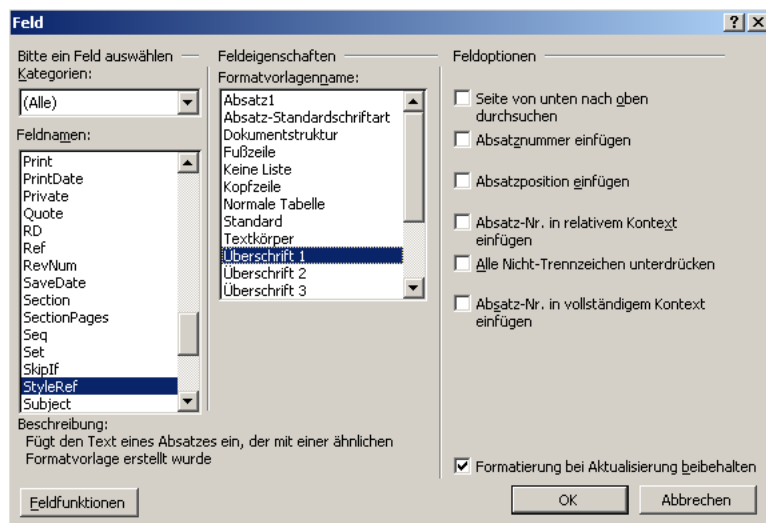 Feld
Bitte ein Feld auswählen
Kategorien:
(Alle)
Feldnamen:
Print
PrintDate
Private
Quote
RD
Ref
RevNum
SaveDate
Section
SectionPages
Seq
Set
SkipIf
StyleRef
Subject
Feldeigenschaften
Formatvorlagenname:
Absatz1
Absatz-Standardschriftart
Dokumentstruktur
Fußzeile
Keine Liste
Kopfzeile
Normale Tabelle
Standard
Textkörper
Überschrift 1
Überschrift 2
Überschrift 3
Feldoptionen
Seite von unten nach oben
durchsuchen
Absatznummer einfügen
Absatzposition einfügen
Absatz-Nr. in relativem Kontext
einfügen
Alle Nicht-Trennzeichen unterdrücken
Absatz-Nr. in vollständigem Kontext
einfügen
Formatierung bei Aktualisierung beibehalten
Beschreibung:
Fügt den Text eines Absatzes ein, der mit einer ähnlichen
Formatvorlage erstellt wurde
Feldfunktionen
OK
Abbrechen